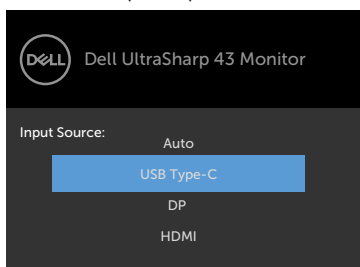 DELL
Dell UltraSharp 43 Monitor
Input Source:
Auto
USB Type-C
DP
HDMI